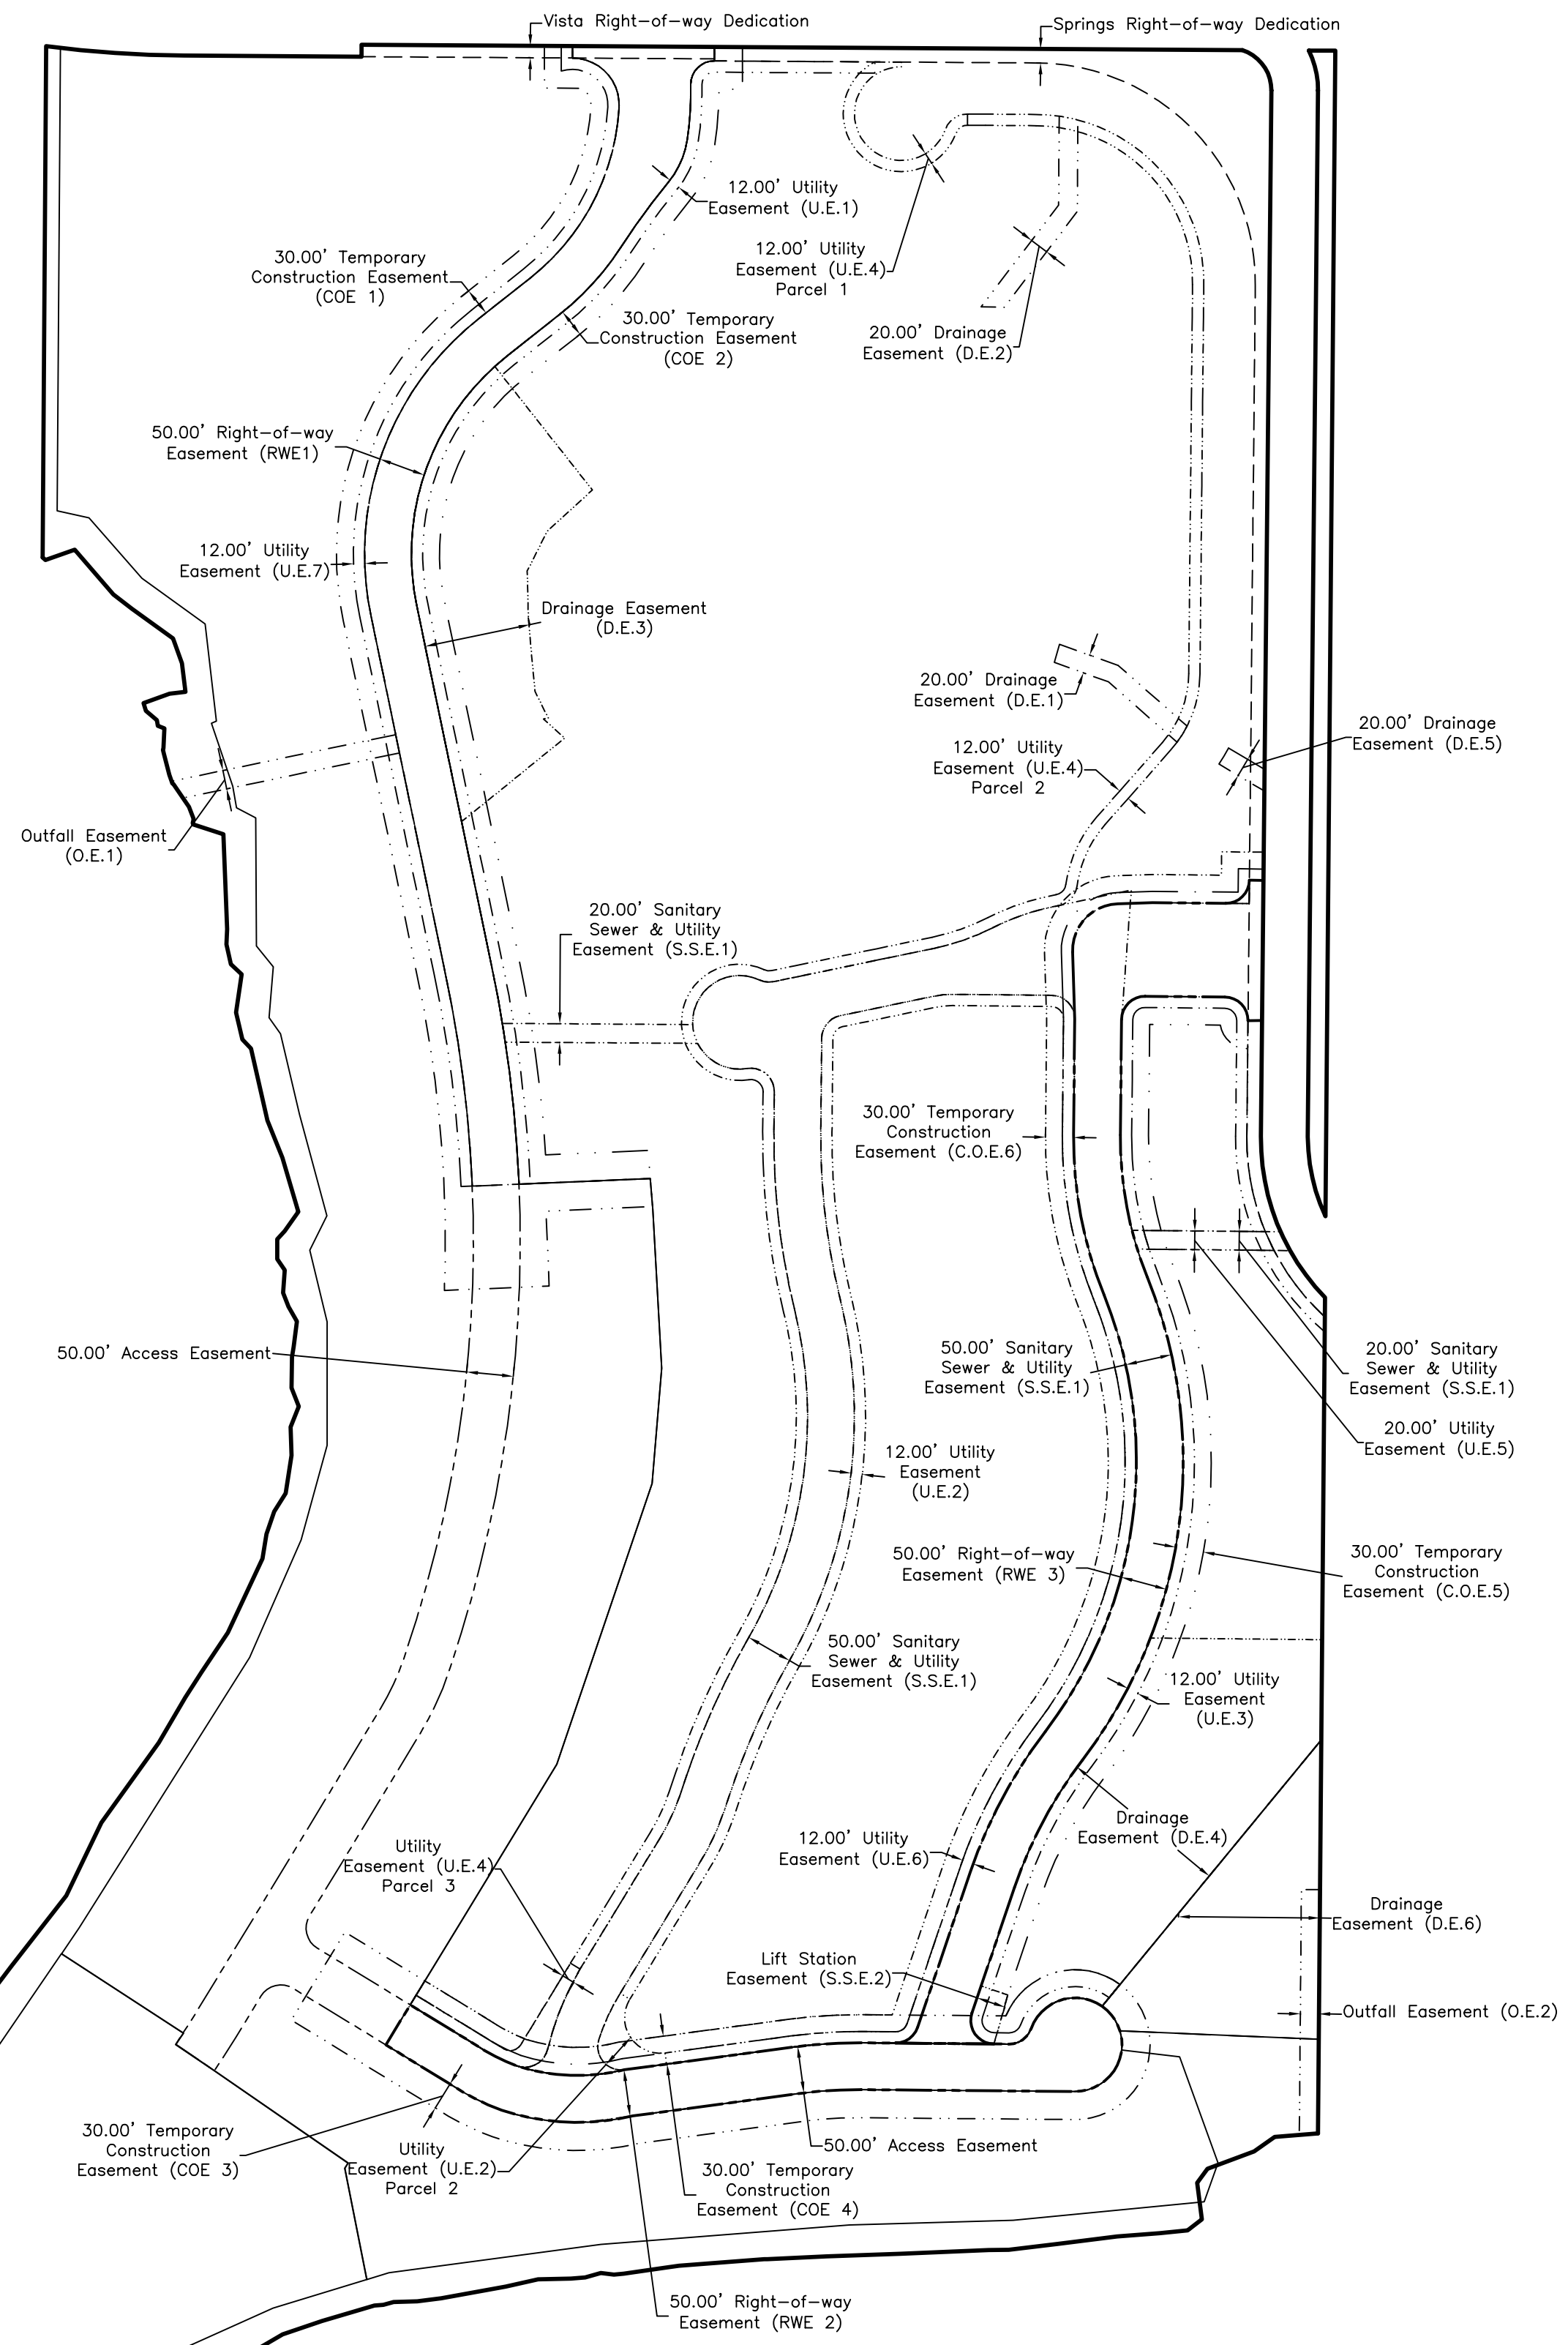 Vista Right-of-way Dedication
Springs Right-of-way Dedication
12.00' Utility
Easement (U.E.1)
12.00' Utility
Easement (U.E.4)
Parcel 1
30.00' Temporary
Construction Easement
(COE 1)
30.00' Temporary
Construction Easement
(COE 2)
20.00' Drainage
Easement (D.E.2)
50.00' Right-of-way
Easement (RWE1)
12.00' Utility
Easement (U.E.7)
Drainage Easement
(D.E.3)
20.00' Drainage
Easement (D.E.1)
20.00' Drainage
Easement (D.E.5)
12.00' Utility
Easement (U.E.4)
Parcel 2
Outfall Easement
(O.E.1)
20.00' Sanitary
Sewer & Utility
Easement (S.S.E.1)
30.00' Temporary
Construction
Easement (C.O.E.6)
50.00' Access Easement
50.00' Sanitary
Sewer & Utility
Easement (S.S.E.1)
20.00' Sanitary
Sewer & Utility
Easement (S.S.E.1)
20.00' Utility
Easement (U.E.5)
12.00' Utility
Easement
(U.E.2)
50.00' Right-of-way
Easement (RWE 3)
30.00' Temporary
Construction
Easement (C.O.E.5)
50.00' Sanitary
Sewer & Utility
Easement (S.S.E.1)
12.00' Utility
Easement
(U.E.3)
Drainage
Easement (D.E.4)
12.00' Utility
Easement (U.E.6)
Utility
Easement (U.E.4)
Parcel 3
Drainage
Easement (D.E.6)
Lift Station
Easement (S.S.E.2)
Outfall Easement (O.E.2)
30.00' Temporary
Construction
Easement (COE 3)
Utility
Easement (U.E.2)
Parcel 2
50.00' Access Easement
30.00' Temporary
Construction
Easement (COE 4)
50.00' Right-of-way
Easement (RWE 2)